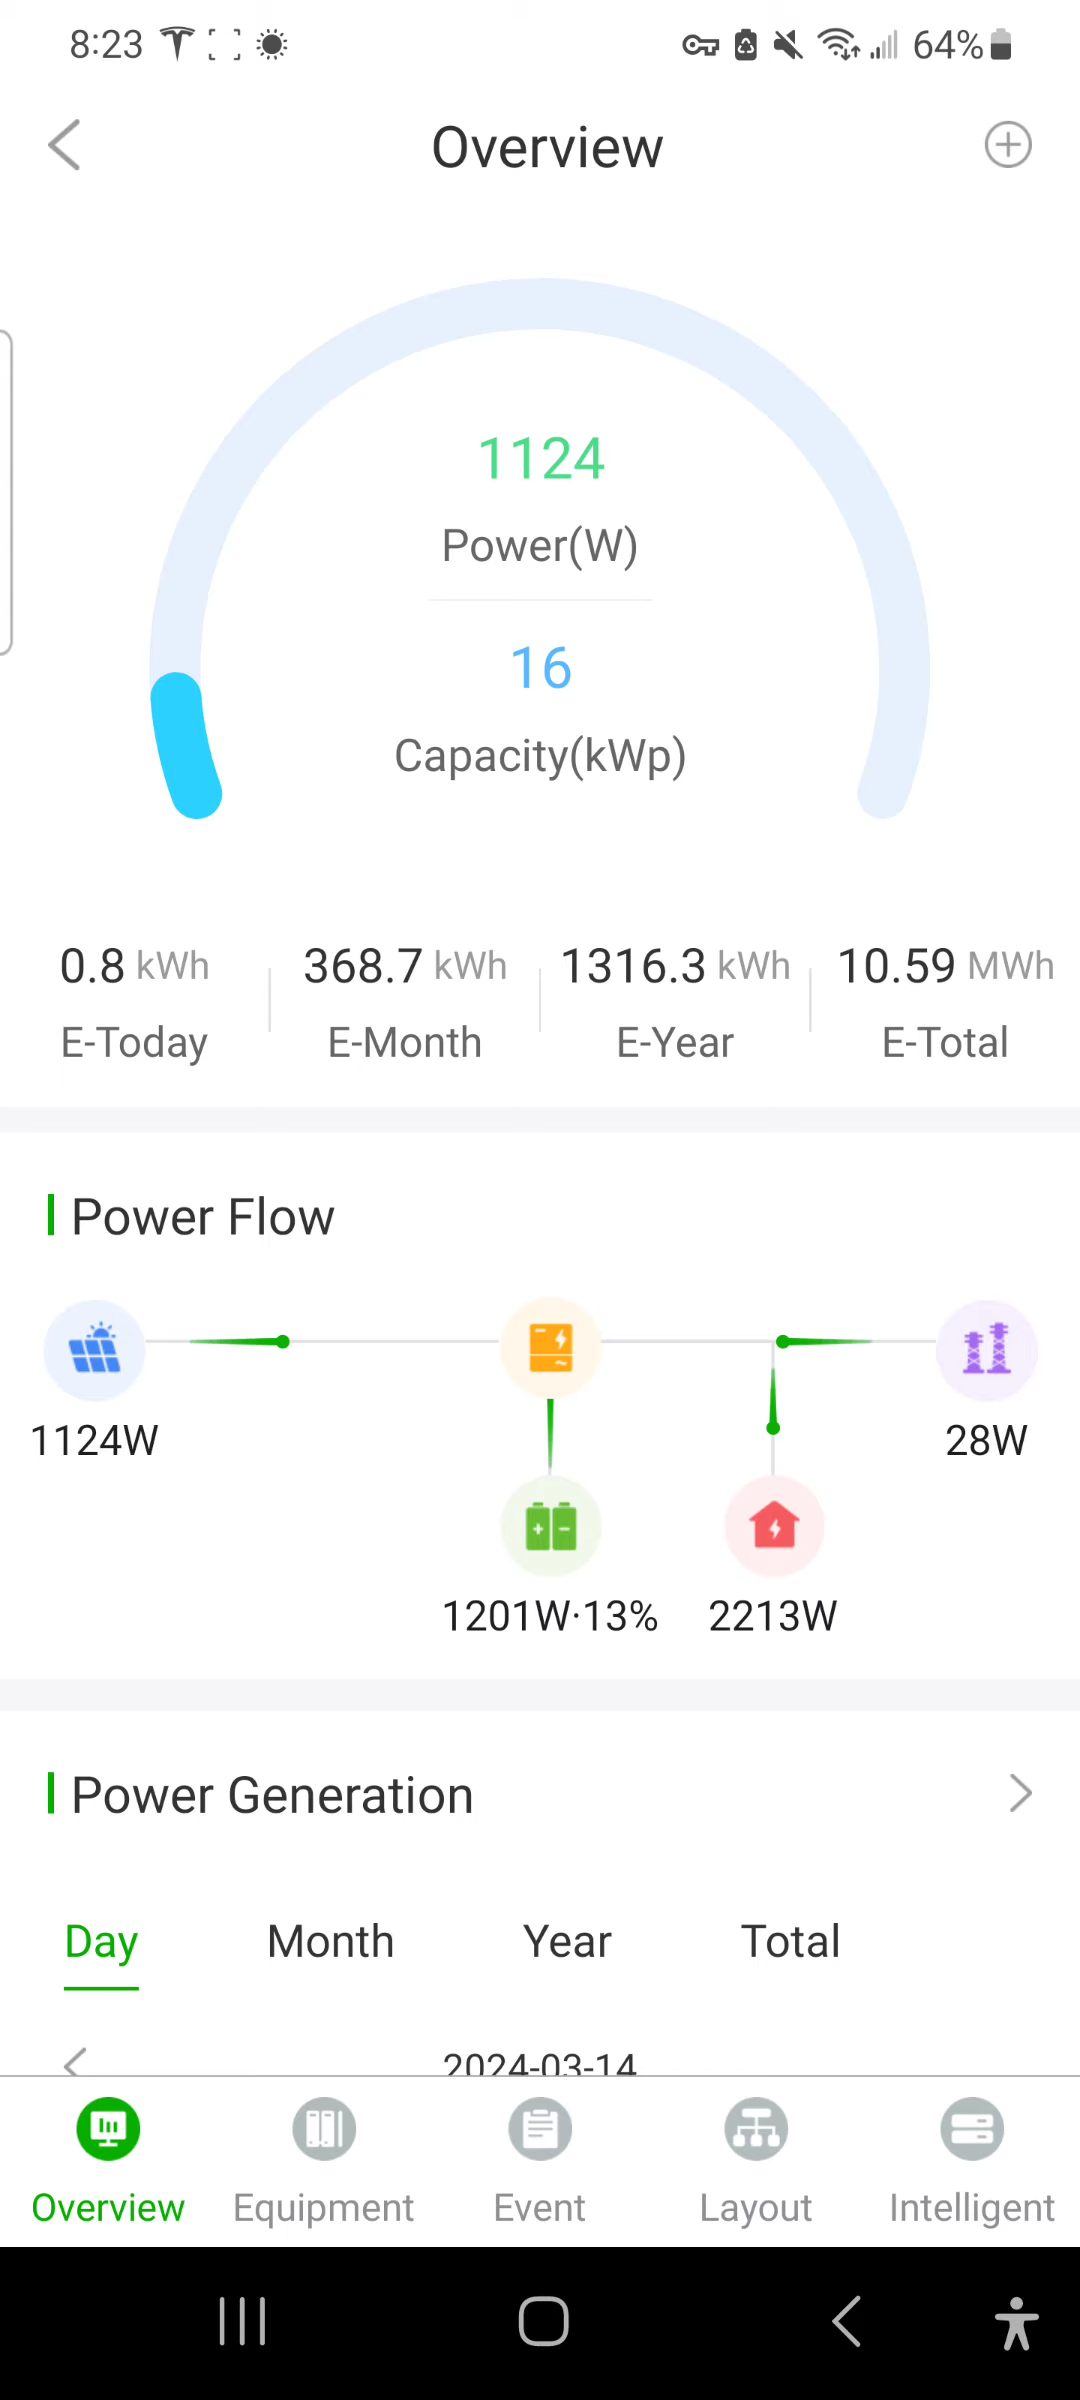 8:23 64%
Overview
1124
Power(W)
16
Capacity(kWp)
0.8 kWh 368.7 kWh 1316.3 kWh 10.59 MWh
E-Today E-Month E-Year E-Total
Power Flow
1124W 28W
1201W·13% 2213W
Power Generation
Day Month Year Total
2024-03-14
Overview Equipment Event Layout Intelligent